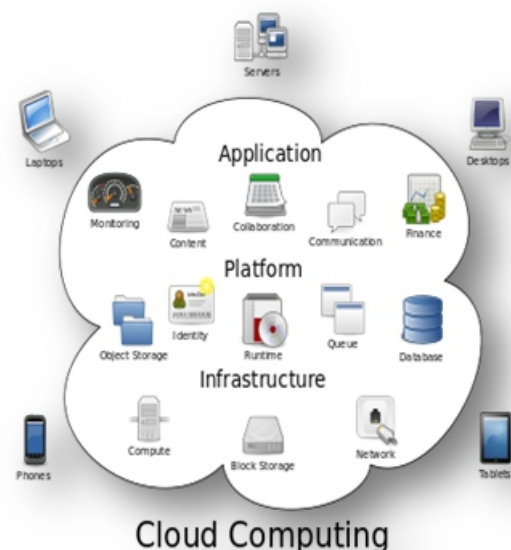 Servers
Laptops
Desktops
Application
Monitoring
Content
Collaboration
Communication
Finance
Platform
Object Storage
Identity
Runtime
Queue
Database
Infrastructure
Compute
Block Storage
Network
Phones
Tablets
Cloud Computing